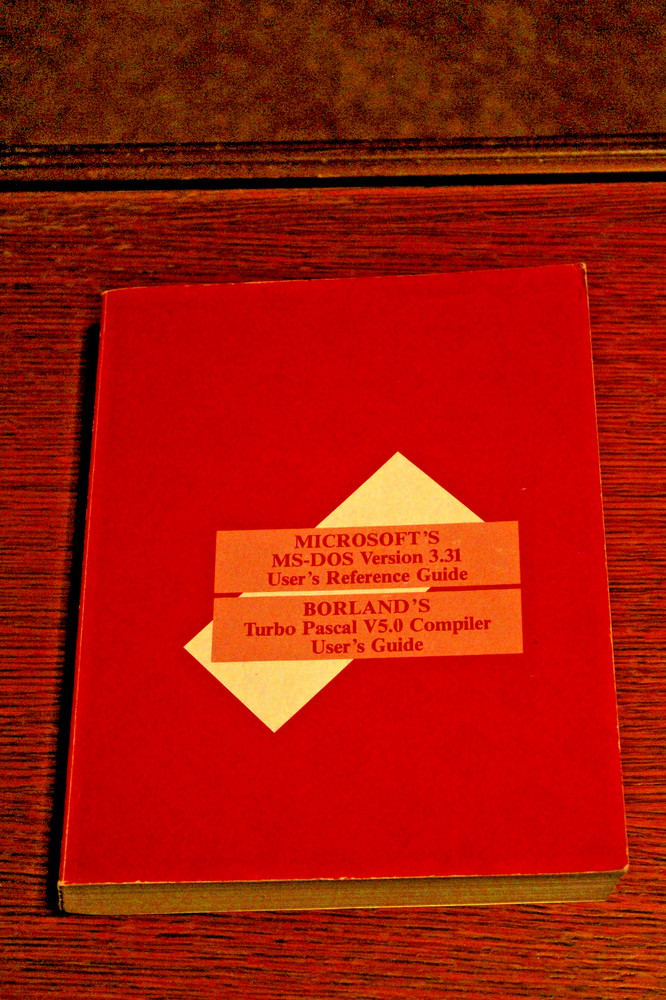 MICROSOFT'S
MS-DOS Version 3.31
User's Reference Guide
BORLAND'S
Turbo Pascal V5.0 Compiler
User's Guide